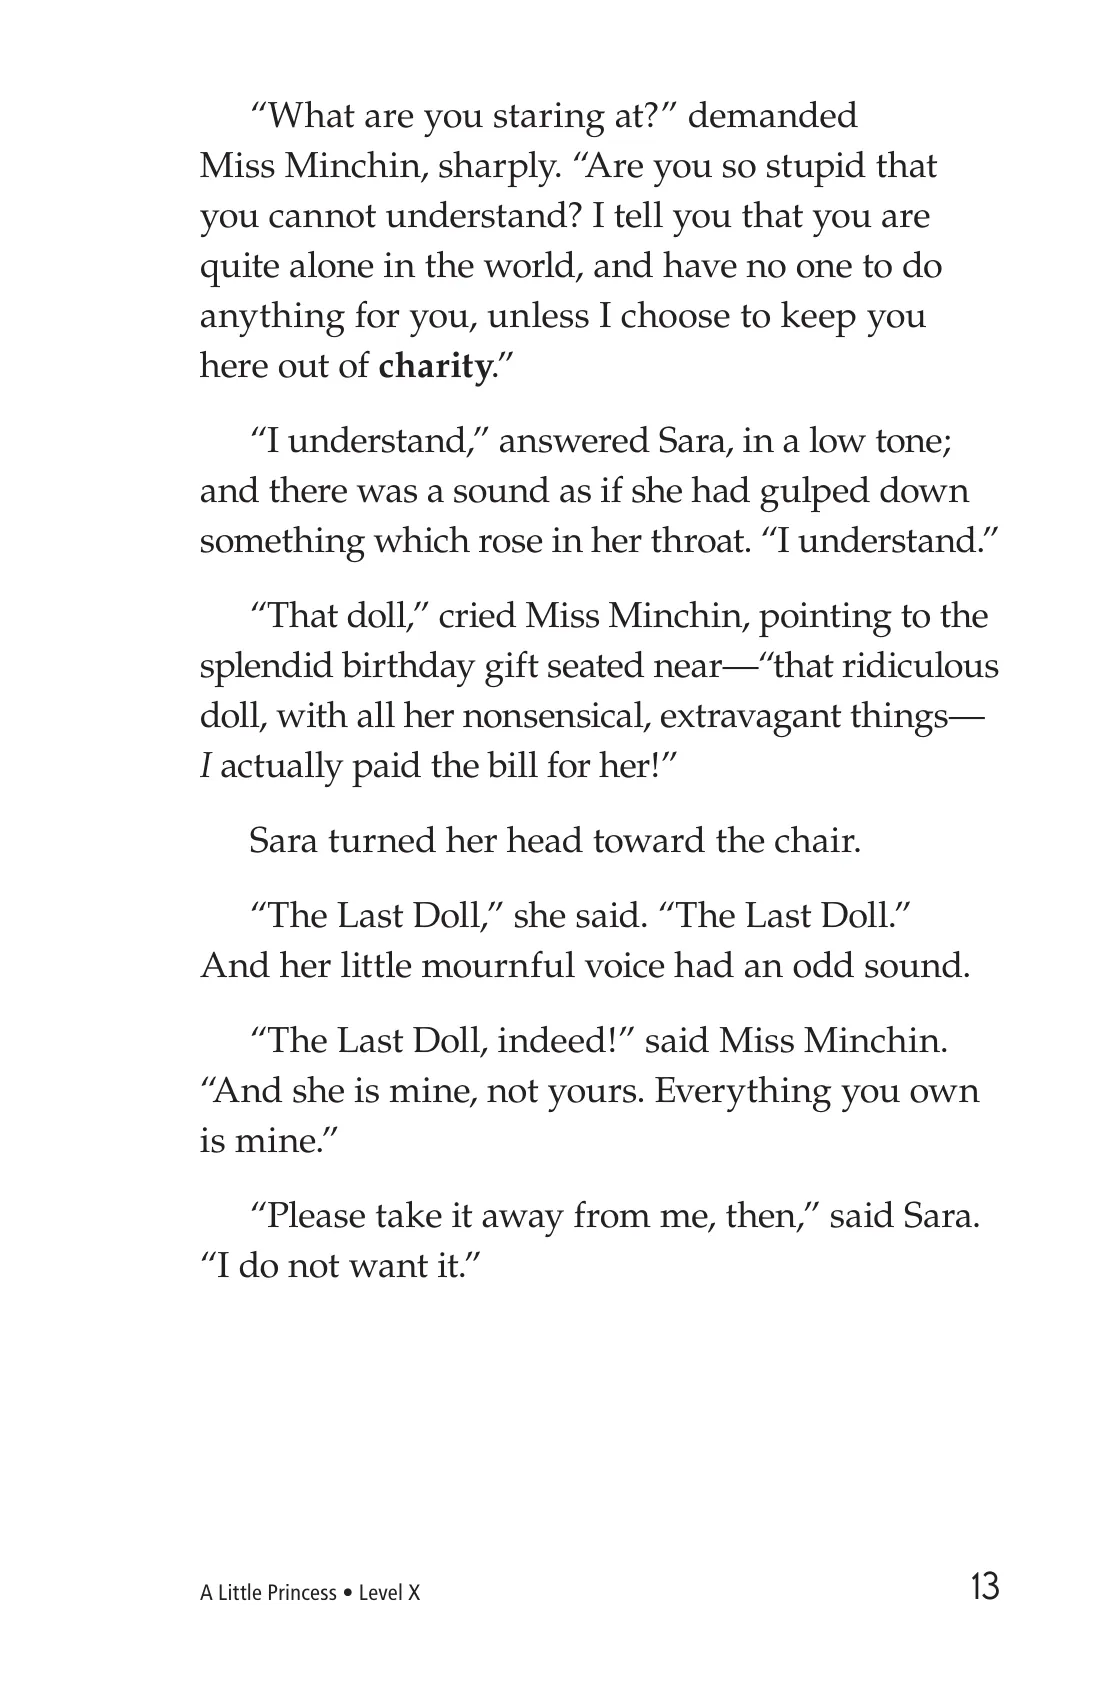 “What are you staring at?” demanded
Miss Minchin, sharply. “Are you so stupid that
you cannot understand? I tell you that you are
quite alone in the world, and have no one to do
anything for you, unless I choose to keep you
here out of charity.”
“I understand,” answered Sara, in a low tone;
and there was a sound as if she had gulped down
something which rose in her throat. “I understand.”
“That doll,” cried Miss Minchin, pointing to the
splendid birthday gift seated near—“that ridiculous
doll, with all her nonsensical, extravagant things—
I actually paid the bill for her!”
Sara turned her head toward the chair.
“The Last Doll,” she said. “The Last Doll.”
And her little mournful voice had an odd sound.
“The Last Doll, indeed!” said Miss Minchin.
“And she is mine, not yours. Everything you own
is mine.”
“Please take it away from me, then,” said Sara.
“I do not want it.”
A Little Princess • Level X
13